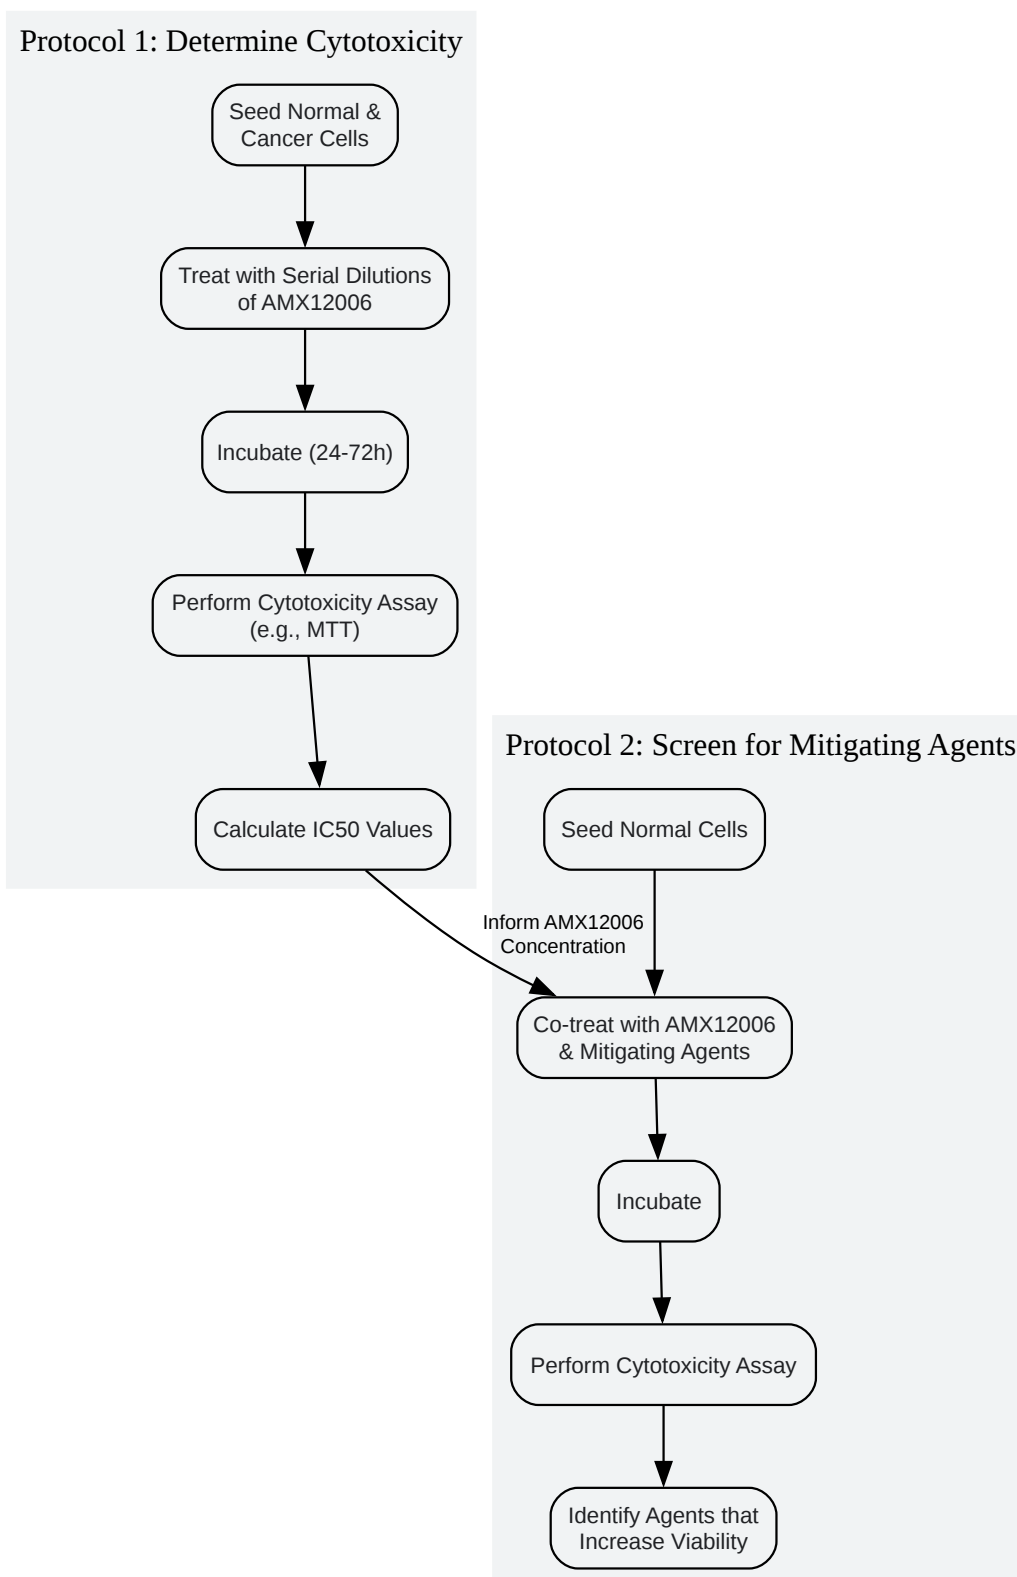 Protocol 1: Determine Cytotoxicity
Seed Normal &
Cancer Cells
Treat with Serial Dilutions
of AMX12006
Incubate (24-72h)
Perform Cytotoxicity Assay
(e.g., MTT)
Calculate IC50 Values
Protocol 2: Screen for Mitigating Agents
Seed Normal Cells
Inform AMX12006
Concentration
Co-treat with AMX12006
& Mitigating Agents
Incubate
Perform Cytotoxicity Assay
Identify Agents that
Increase Viability